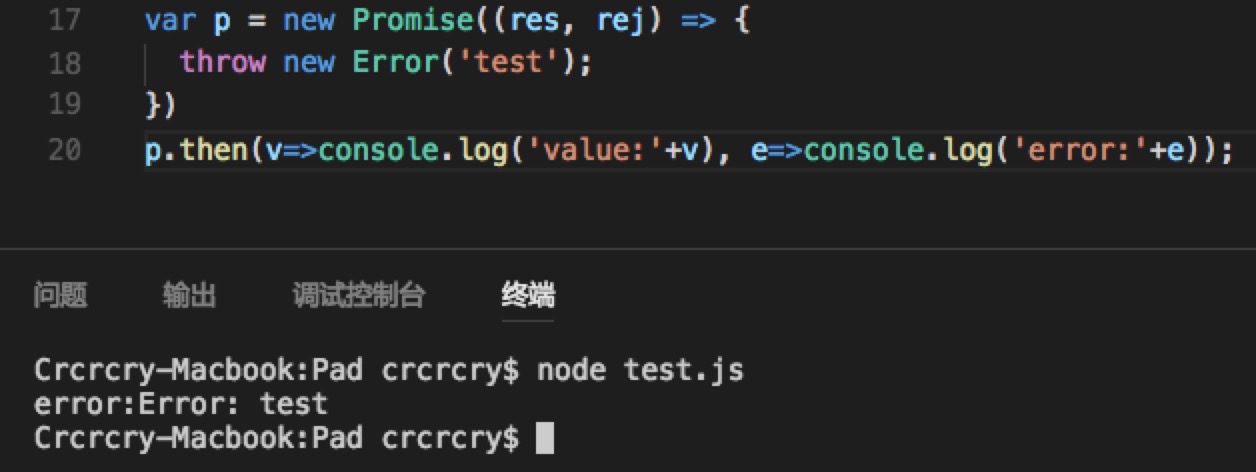 17 var p = new Promise((res, rej) => {
18 throw new Error('test');
19 })
20 p.then(v=>console.log('value:'+v), e=>console.log('error:'+e));
问题 输出 调试控制台 终端
Crcrcry-Macbook:Pad crcrcry$ node test.js
error:Error: test
Crcrcry-Macbook:Pad crcrcry$